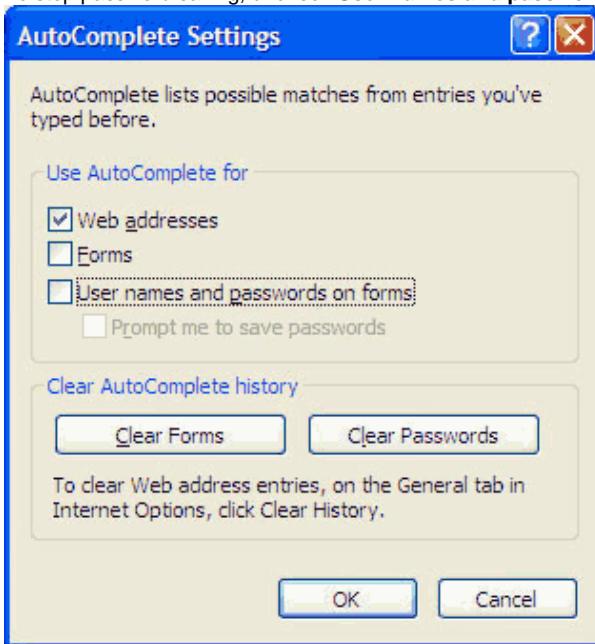 AutoComplete Settings
AutoComplete lists possible matches from entries you've
typed before.
Use AutoComplete for
Web addresses
Forms
User names and passwords on forms
Prompt me to save passwords
Clear AutoComplete history
Clear Forms
Clear Passwords
To clear Web address entries, on the General tab in
Internet Options, click Clear History.
OK
Cancel